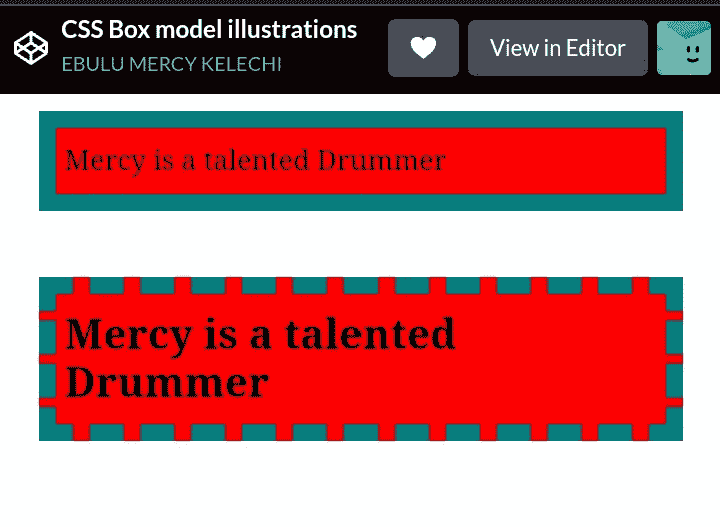 CSS Box model illustrations
EBULU MERCY KELECHI
View in Editor
Mercy is a talented Drummer
Mercy is a talented
Drummer